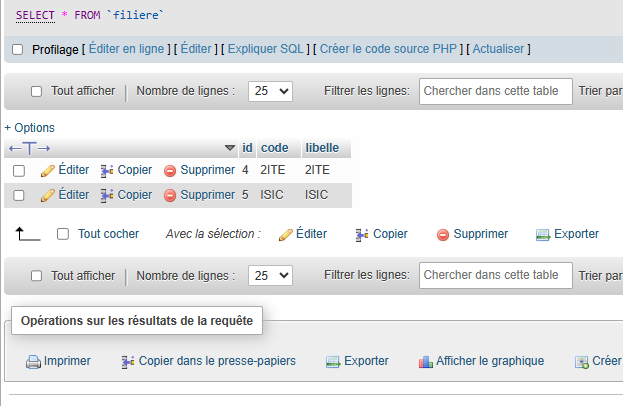 SELECT * FROM `filiere`
Profilage [ Éditer en ligne ] [ Éditer ] [ Expliquer SQL ] [ Créer le code source PHP ] [ Actualiser ]
Tout afficher | Nombre de lignes : 25 Filtrer les lignes: Chercher dans cette table Trier par
+ Options
←T→ id code libelle
Éditer Copier Supprimer 4 2ITE 2ITE
Éditer Copier Supprimer 5 ISIC ISIC
Tout cocher Avec la sélection : Éditer Copier Supprimer Exporter
Tout afficher | Nombre de lignes : 25 Filtrer les lignes: Chercher dans cette table Trier par
Opérations sur les résultats de la requête
Imprimer Copier dans le presse-papiers Exporter Afficher le graphique Créer